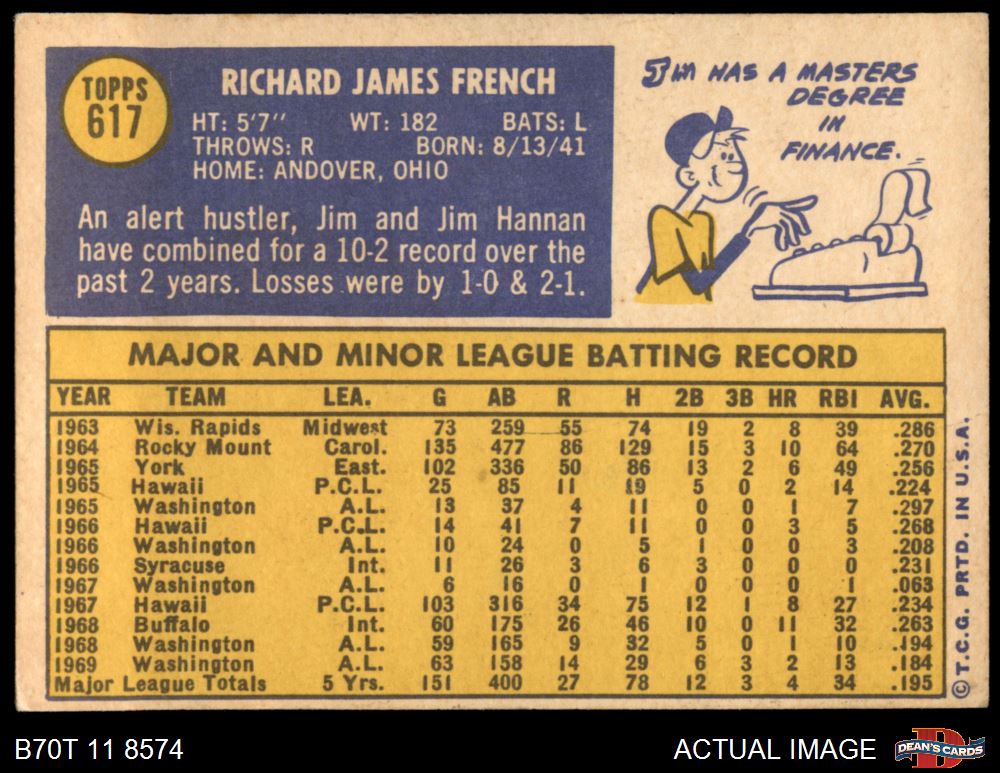 TOPPS
617
RICHARD JAMES FRENCH
HT: 5'7" WT: 182 BATS: L
THROWS: R BORN: 8/13/41
HOME: ANDOVER, OHIO
An alert hustler, Jim and Jim Hannan
have combined for a 10-2 record over the
past 2 years. Losses were by 1-0 & 2-1.
JIM HAS A MASTERS
DEGREE
IN
FINANCE.
MAJOR AND MINOR LEAGUE BATTING RECORD
YEAR TEAM LEA. G AB R H 2B 3B HR RBI AVG.
1963 Wis. Rapids Midwest 73 259 55 74 19 2 8 39 .286
1964 Rocky Mount Carol. 135 477 86 129 15 3 10 64 .270
1965 York East. 102 336 50 86 13 2 6 49 .256
1965 Hawaii P.C.L. 25 85 11 19 5 0 2 14 .224
1965 Washington A.L. 13 37 4 11 0 0 1 7 .297
1966 Hawaii P.C.L. 14 41 7 11 0 0 3 5 .268
1966 Washington A.L. 10 24 0 5 1 0 0 3 .208
1966 Syracuse Int. 11 26 3 6 3 0 0 0 .231
1967 Washington A.L. 6 16 0 1 0 0 0 1 .063
1967 Hawaii P.C.L. 103 316 34 75 12 1 8 27 .234
1968 Buffalo Int. 60 175 26 46 10 0 11 32 .263
1968 Washington A.L. 59 165 9 32 5 0 1 10 .194
1969 Washington A.L. 63 158 14 29 6 3 2 13 .184
Major League Totals 5 Yrs. 151 400 27 78 12 3 4 34 .195
© T.C.G. PRTD. IN U.S.A.
B70T 11 8574
ACTUAL IMAGE
D
DEAN'S CARDS